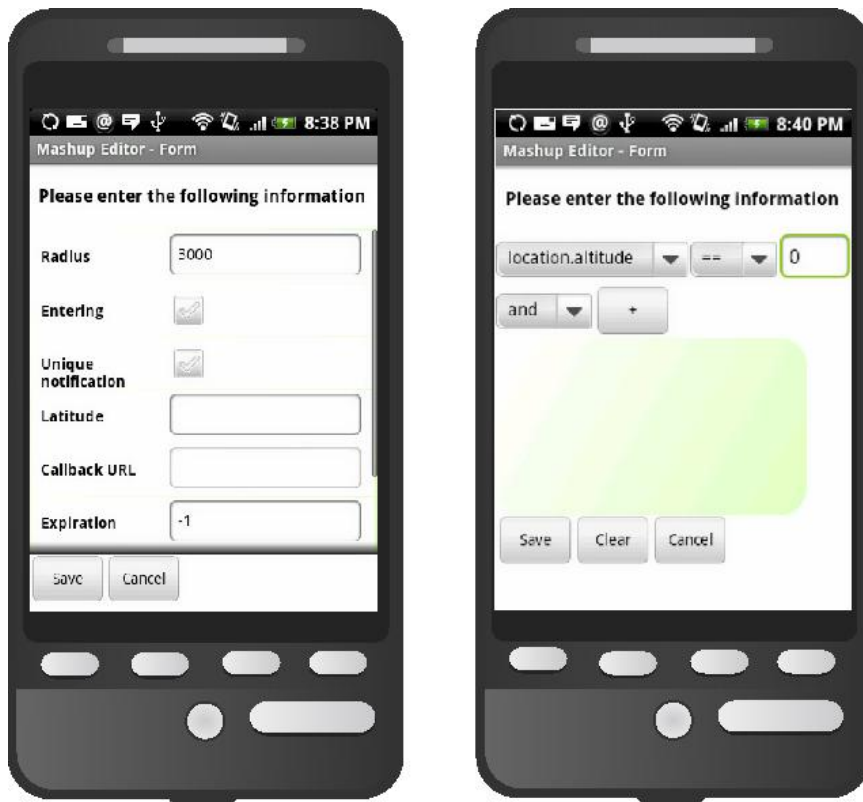 8:38 PM
Mashup Editor - Form
Please enter the following information
Radius 3000
Entering
Unique
notification
Latitude
Callback URL
Expiration -1
Save Cancel
8:40 PM
Mashup Editor - Form
Please enter the following information
location.altitude == 0
and +
Save Clear Cancel